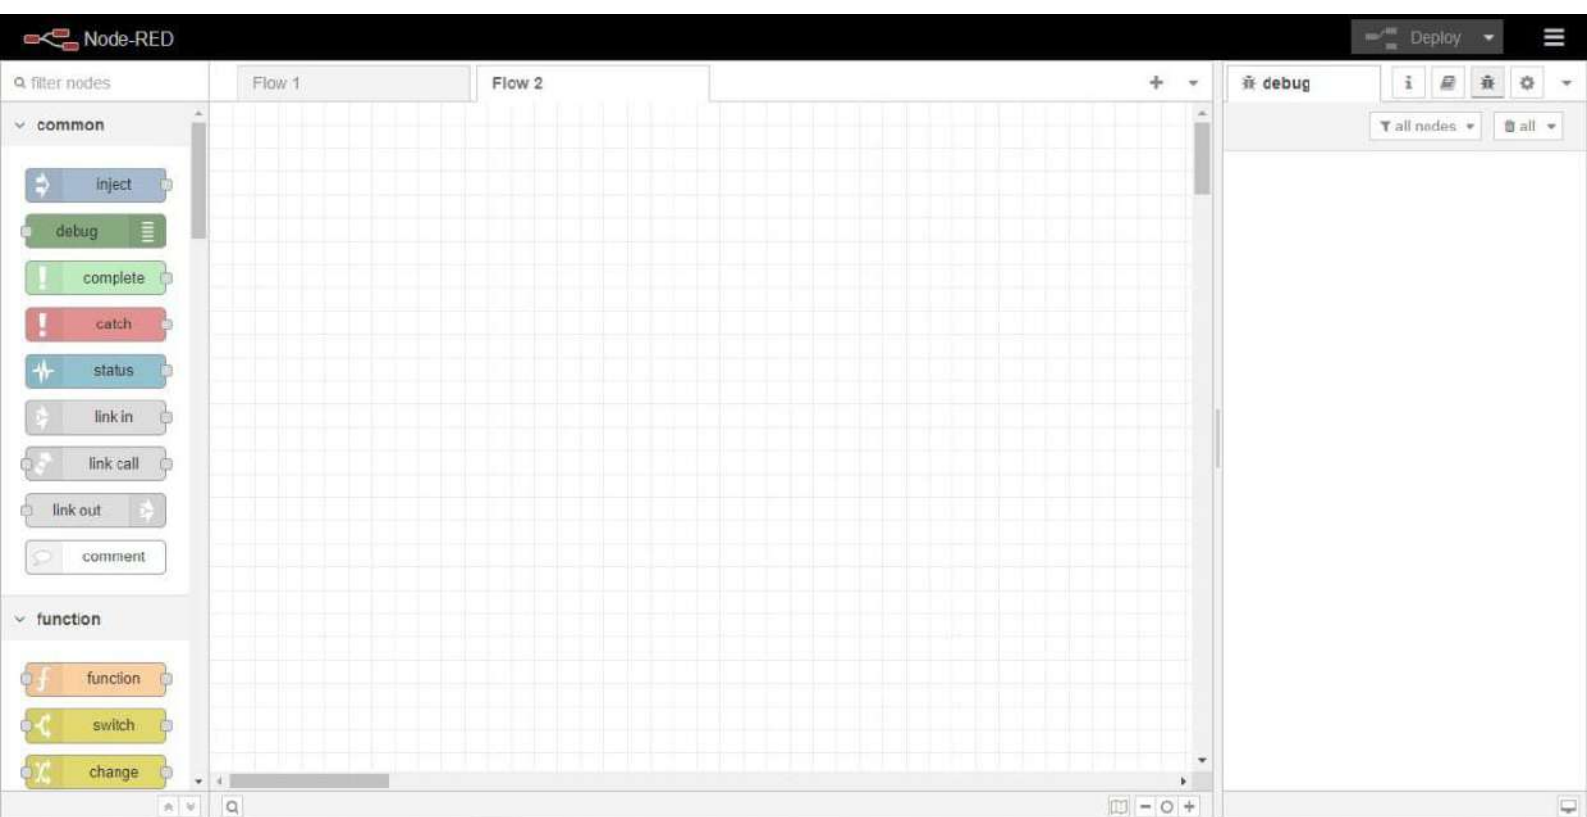 Node-RED
Deploy
filter nodes
Flow 1
Flow 2
debug
i
all nodes
all
common
inject
debug
complete
catch
status
link in
link call
link out
comment
function
function
switch
change